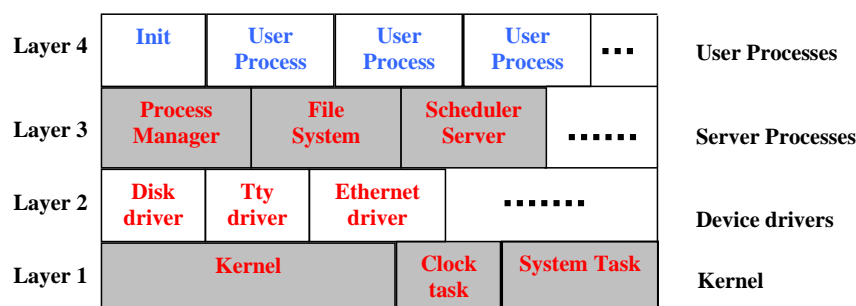 Layer 4
Init
User Process
User Process
User Process
...
User Processes
Layer 3
Process Manager
File System
Scheduler Server
......
Server Processes
Layer 2
Disk driver
Tty driver
Ethernet driver
.......
Device drivers
Layer 1
Kernel
Clock task
System Task
Kernel